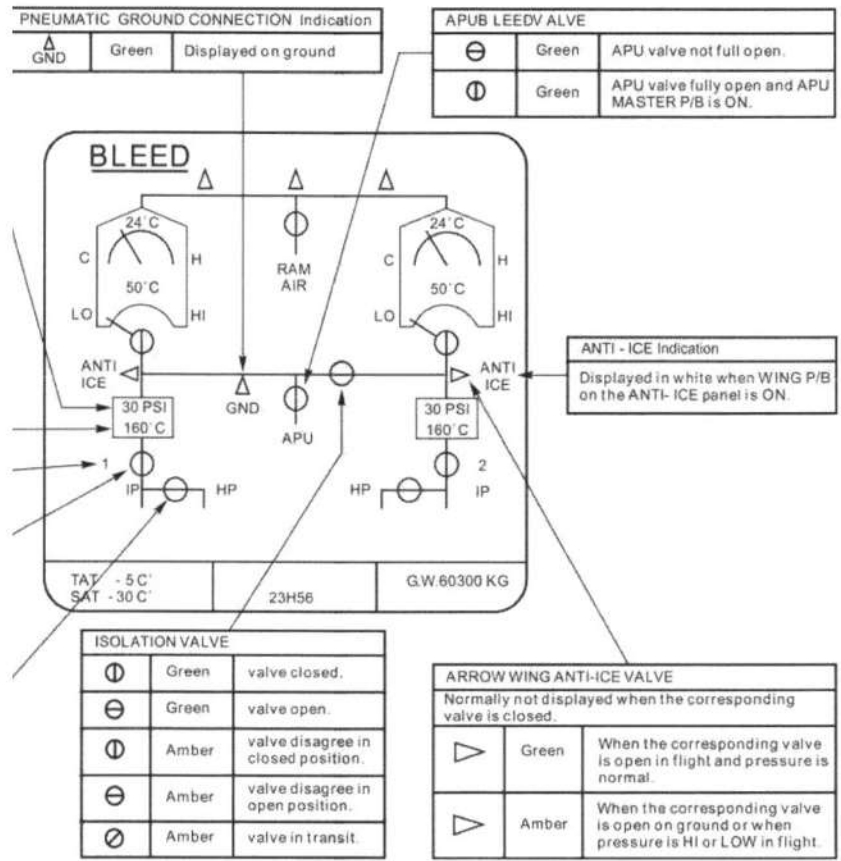 PNEUMATIC GROUND CONNECTION Indication
GND
Green
Displayed on ground
APUB LEEDV ALVE
Green
APU valve not full open.
Green
APU valve fully open and APU
MASTER P/B is ON.
BLEED
24°C
24°C
C
H
C
H
RAM
AIR
50°C
50°C
LO
HI
LO
HI
ANTI
ICE
GND
APU
ANTI
ICE
30 PSI
160°C
30 PSI
160°C
1
2
IP
HP
HP
IP
TAT - 5C'
SAT - 30C'
23H56
G.W.60300 KG
ANTI - ICE Indication
Displayed in white when WING P/B
on the ANTI- ICE panel is ON.
ISOLATION VALVE
Green
valve closed.
Green
valve open.
Amber
valve disagree in
closed position.
Amber
valve disagree in
open position.
Amber
valve in transit.
ARROW WING ANTI-ICE VALVE
Normally not displayed when the corresponding
valve is closed.
Green
When the corresponding valve
is open in flight and pressure is
normal.
Amber
When the corresponding valve
is open on ground or when
pressure is HI or LOW in flight.